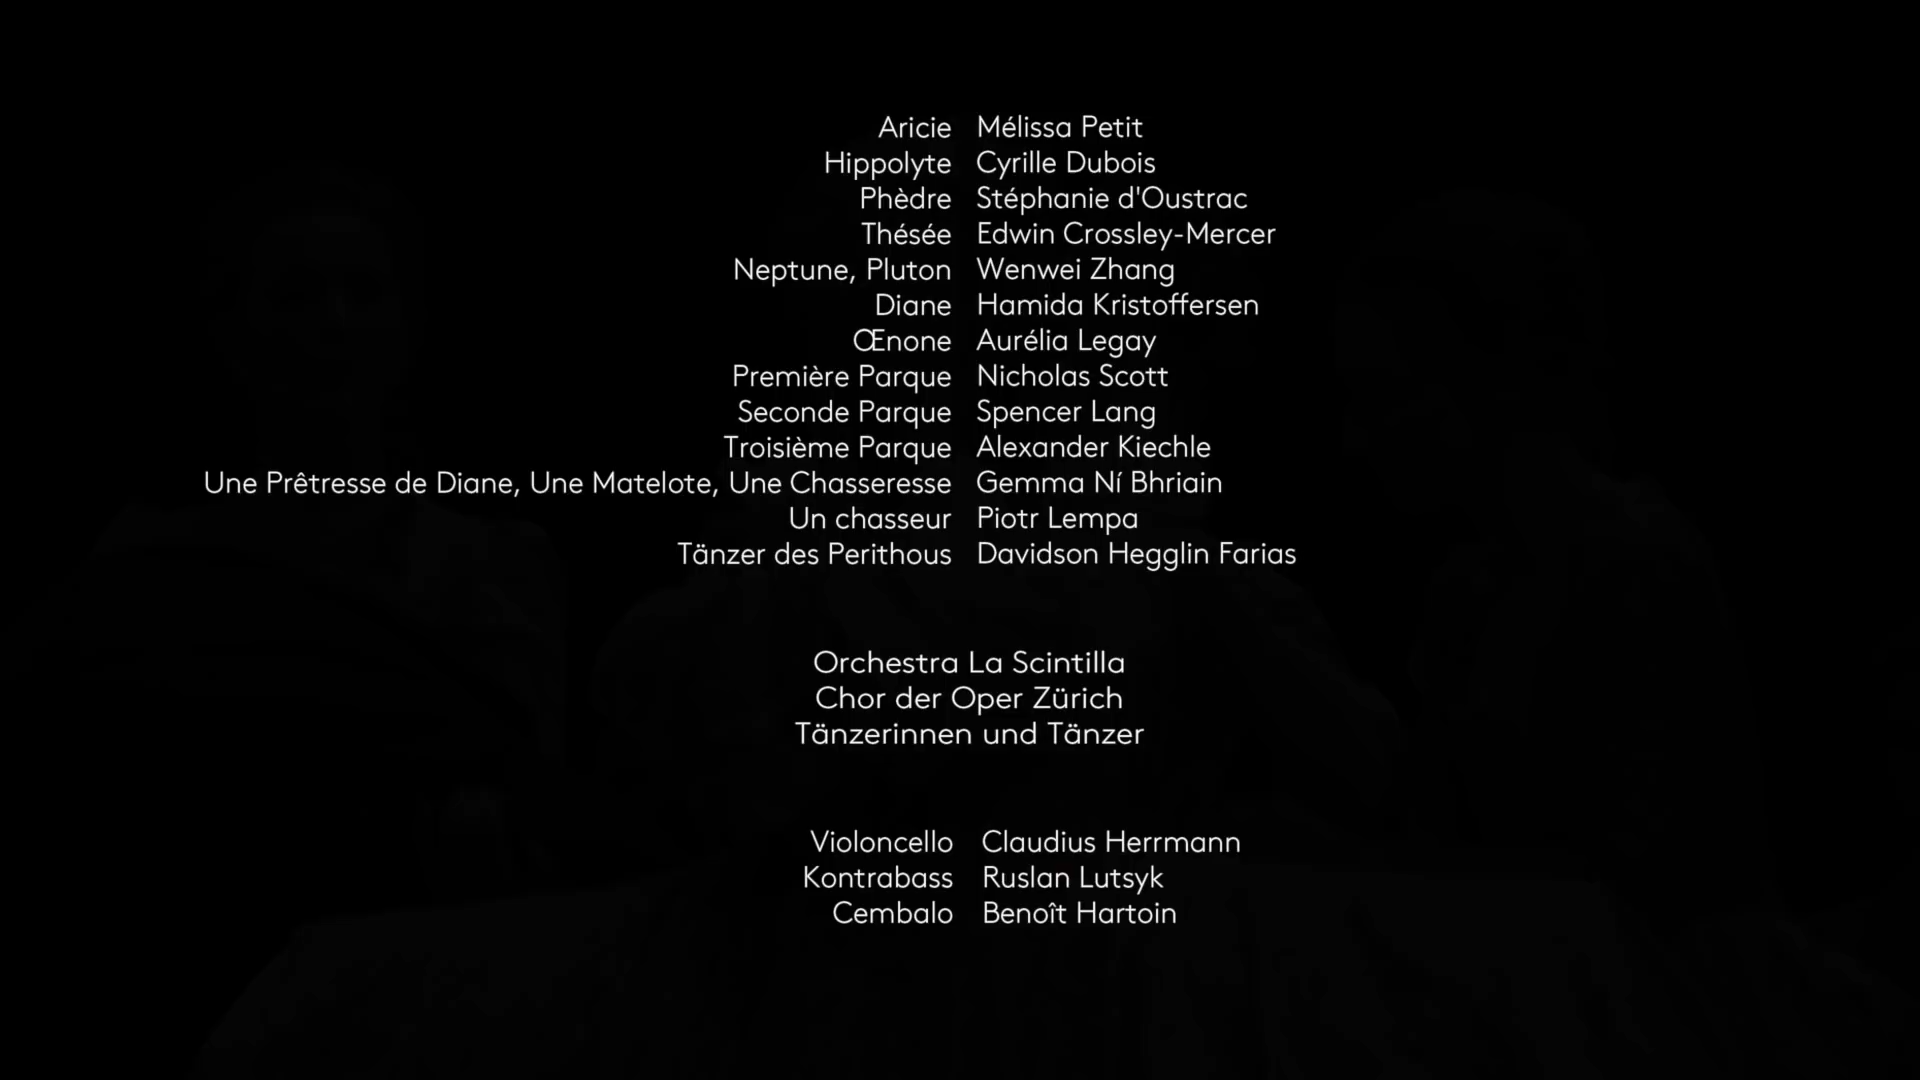 Aricie Mélissa Petit
Hippolyte Cyrille Dubois
Phèdre Stéphanie d'Oustrac
Thésée Edwin Crossley-Mercer
Neptune, Pluton Wenwei Zhang
Diane Hamida Kristoffersen
Œnone Aurélia Legay
Première Parque Nicholas Scott
Seconde Parque Spencer Lang
Troisième Parque Alexander Kiechle
Une Prêtresse de Diane, Une Matelote, Une Chasseresse Gemma Ní Bhriain
Un chasseur Piotr Lempa
Tänzer des Perithous Davidson Hegglin Farias
Orchestra La Scintilla
Chor der Oper Zürich
Tänzerinnen und Tänzer
Violoncello Claudius Herrmann
Kontrabass Ruslan Lutsyk
Cembalo Benoît Hartoin